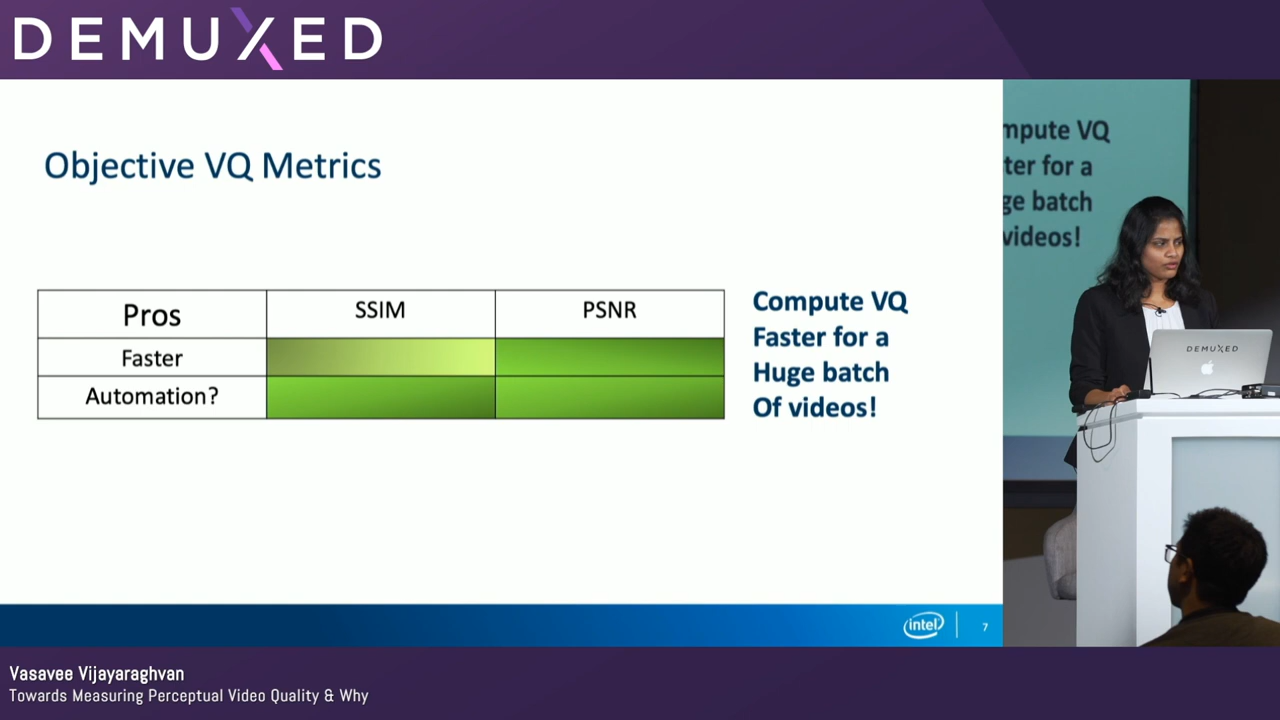 DEMUXED
Objective VQ Metrics
Pros SSIM PSNR
Faster
Automation?
Compute VQ
Faster for a
Huge batch
Of videos!
intel
7
mpute VQ
ter for a
ge batch
videos!
DEMUXED
Vasavee Vijayaraghvan
Towards Measuring Perceptual Video Quality & Why